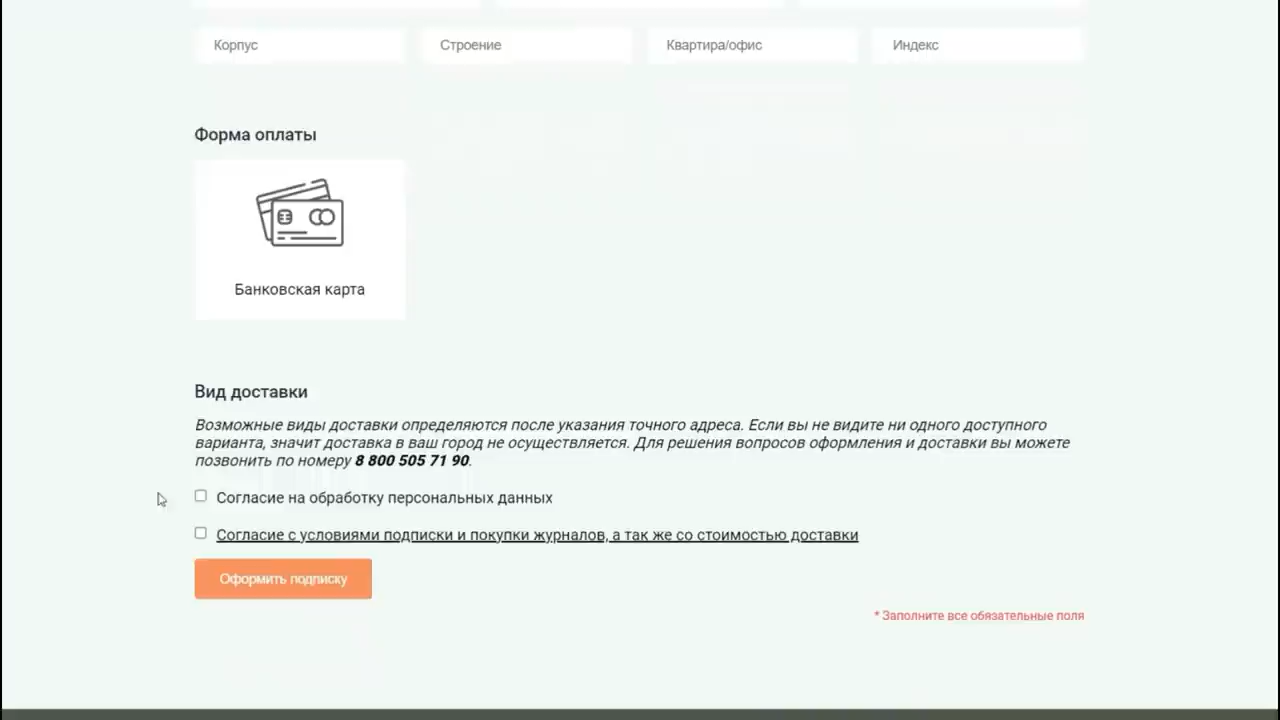 Корпус
Строение
Квартира/офис
Индекс
Форма оплаты
Банковская карта
Вид доставки
Возможные виды доставки определяются после указания точного адреса. Если вы не видите ни одного доступного
варианта, значит доставка в ваш город не осуществляется. Для решения вопросов оформления и доставки вы можете
позвонить по номеру 8 800 505 71 90.
Согласие на обработку персональных данных
Согласие с условиями подписки и покупки журналов, а так же со стоимостью доставки
Оформить подписку
* Заполните все обязательные поля